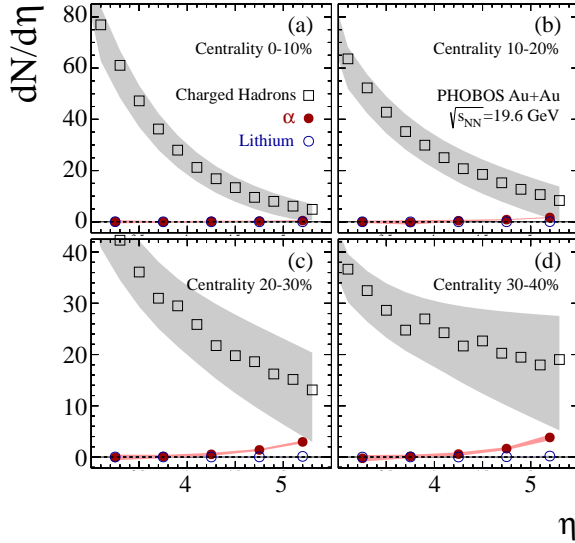 dN/dη
80
60
40
20
0
(a)
Centrality 0-10%
Charged Hadrons
α
Lithium
(b)
Centrality 10-20%
PHOBOS Au+Au
√s_NN=19.6 GeV
40
30
20
10
0
(c)
Centrality 20-30%
(d)
Centrality 30-40%
4
5
4
5
η